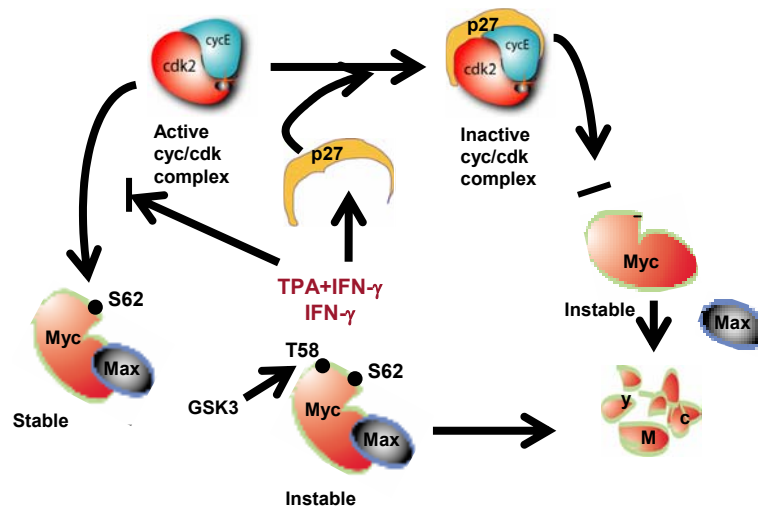 cycE
cdk2
Active
cyc/cdk
complex
p27
cycE
cdk2
Inactive
cyc/cdk
complex
p27
TPA+IFN-γ
IFN-γ
S62
Myc
Max
Stable
GSK3
T58
S62
Myc
Max
Instable
Myc
Instable
Max
y
c
M